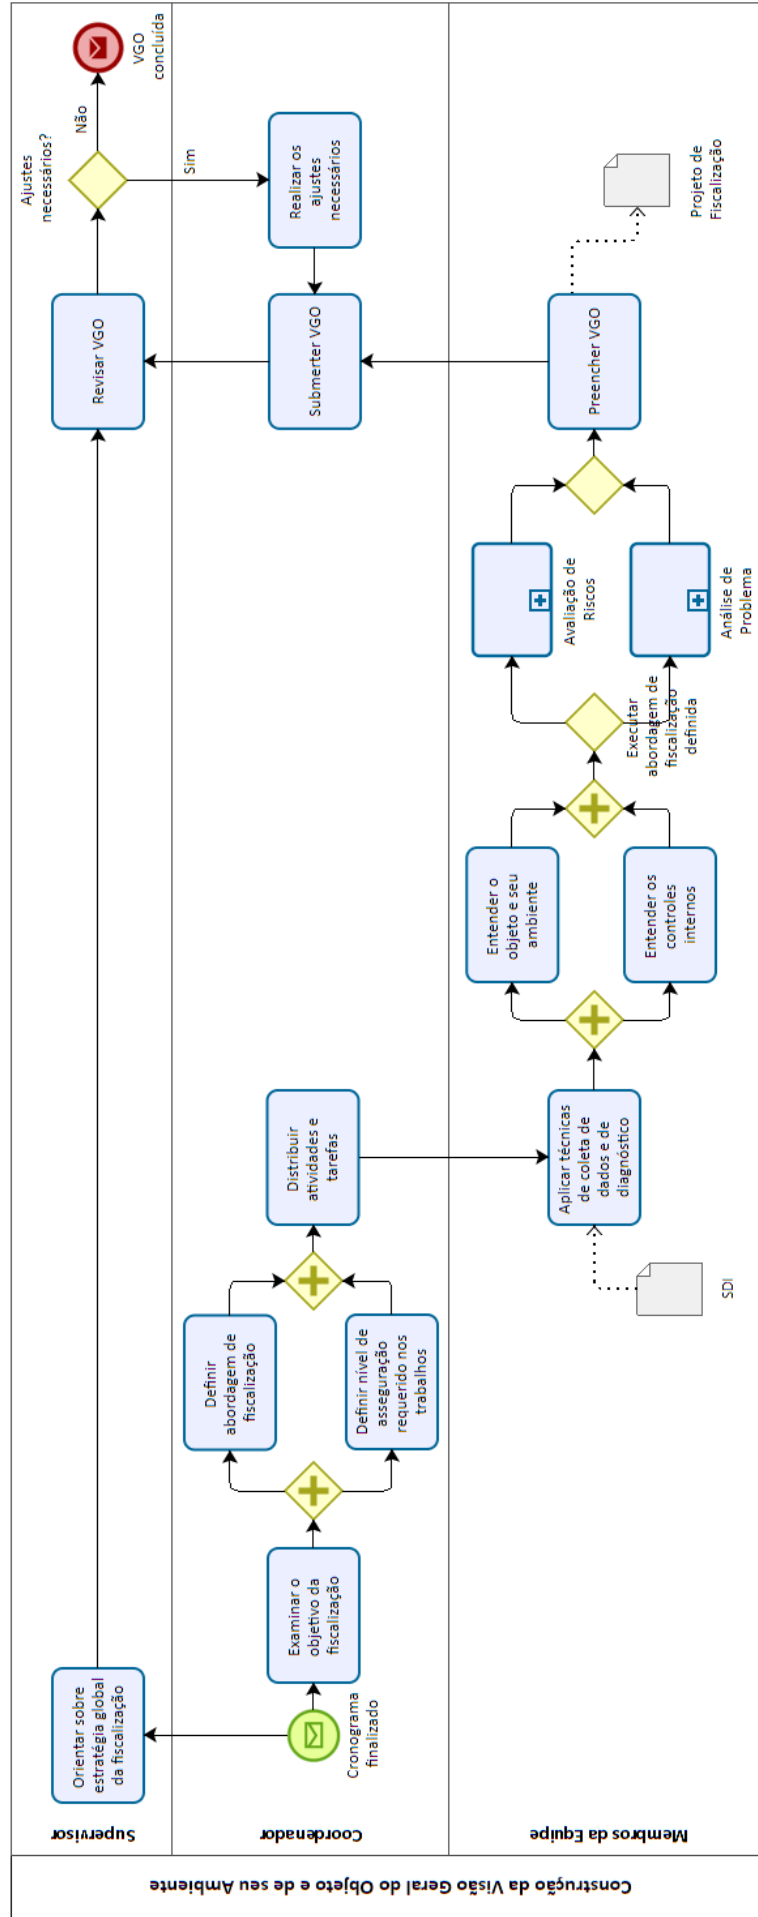 Construção da Visão Geral do Objeto e de seu Ambiente
Supervisor
Orientar sobre
estratégia global
da fiscalização
Revisar VGO
Ajustes
necessários?
Não
VGO
concluída
Sim
Coordenador
Cronograma
finalizado
Examinar o
objetivo da
fiscalização
Definir
abordagem de
fiscalização
Definir nível de
asseguração
requerido nos
trabalhos
Distribuir
atividades e
tarefas
Submerter VGO
Realizar os
ajustes
necessários
Membros da Equipe
SDI
Aplicar técnicas
de coleta de
dados e de
diagnóstico
Entender o
objeto e seu
ambiente
Entender os
controles
internos
Executar
abordagem de
fiscalização
definida
Avaliação de
Riscos
Análise de
Problema
Preencher VGO
Projeto de
Fiscalização